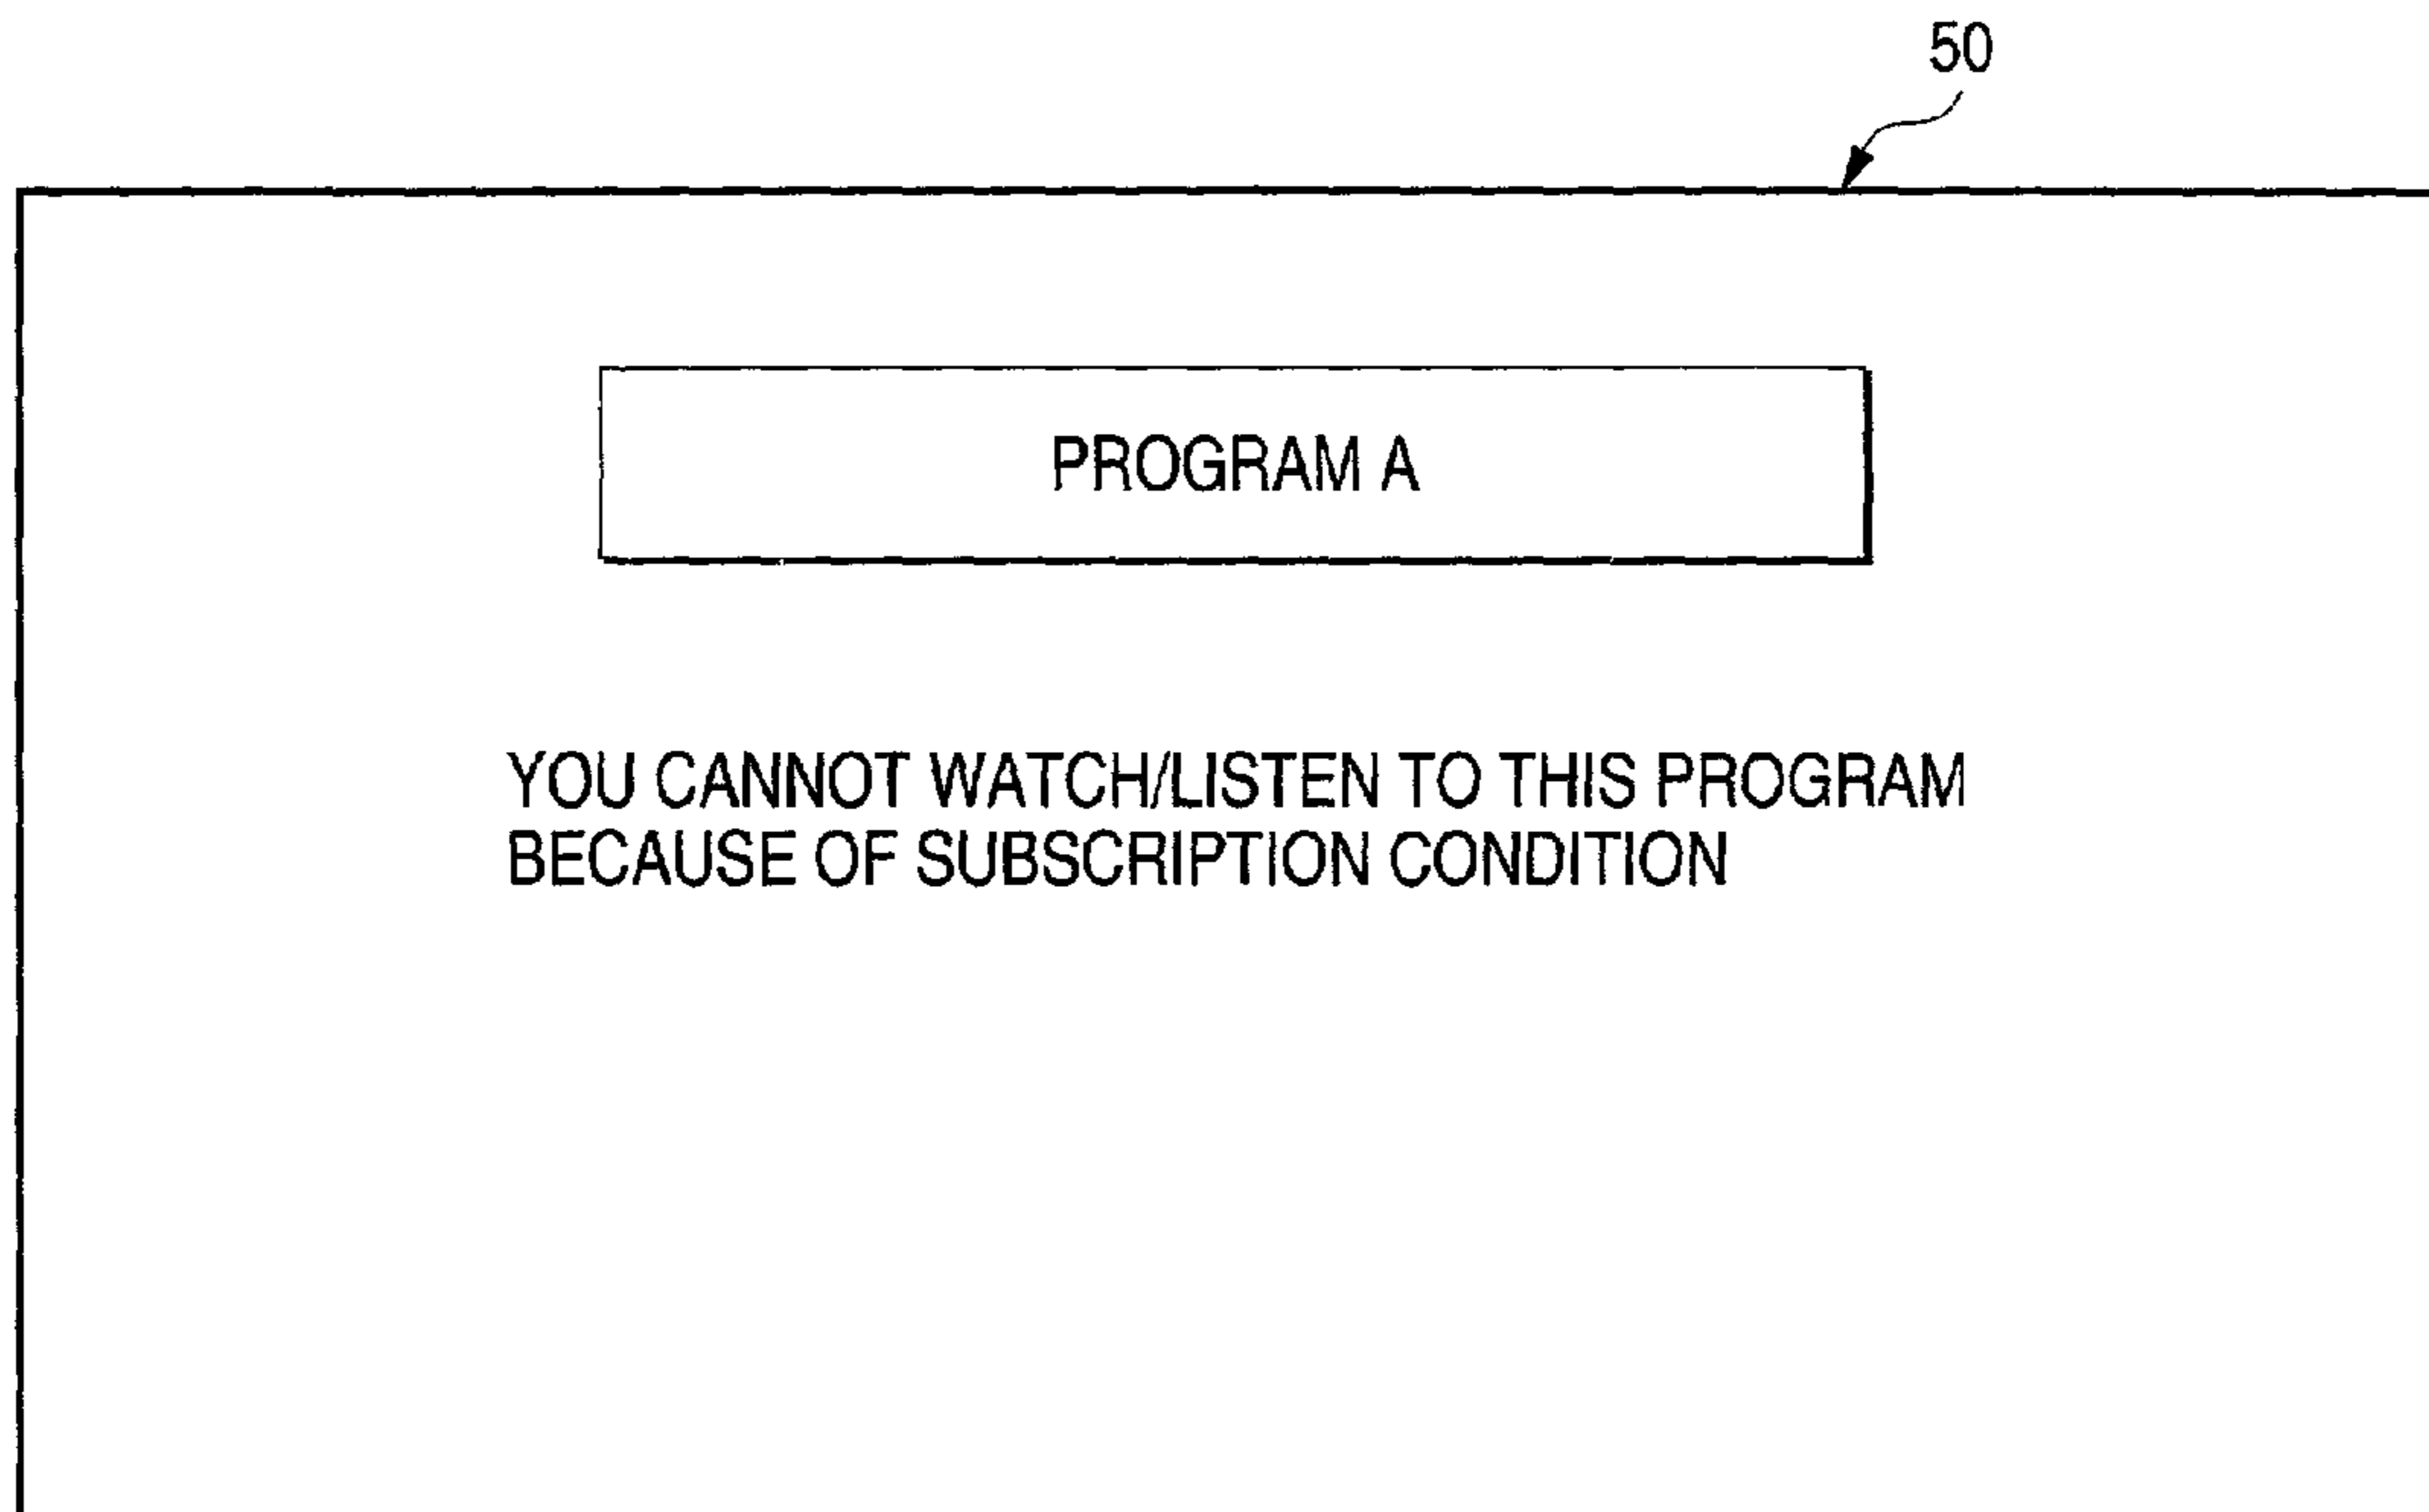 50
PROGRAM A
YOU CANNOT WATCH/LISTEN TO THIS PROGRAM
BECAUSE OF SUBSCRIPTION CONDITION